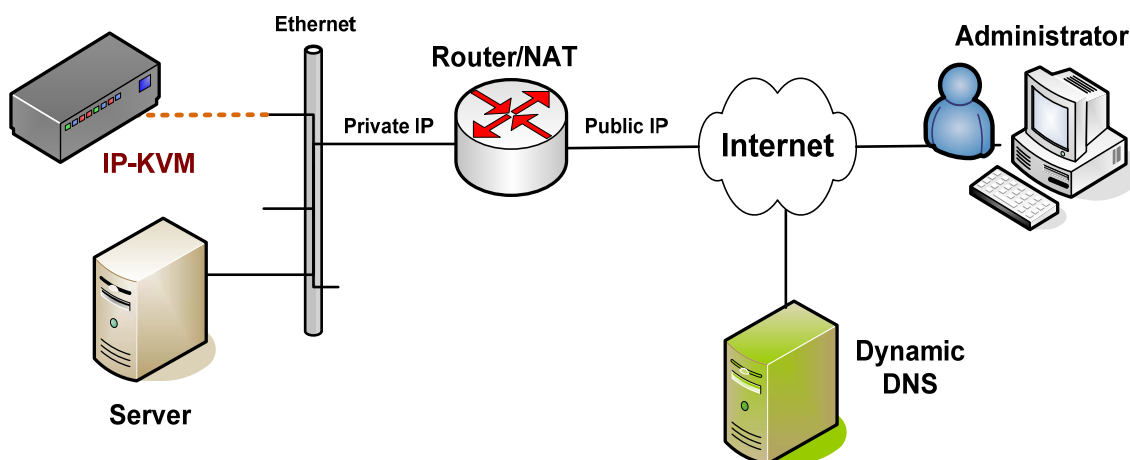 Ethernet
Router/NAT
Administrator
Private IP
Public IP
Internet
IP-KVM
Server
Dynamic
DNS